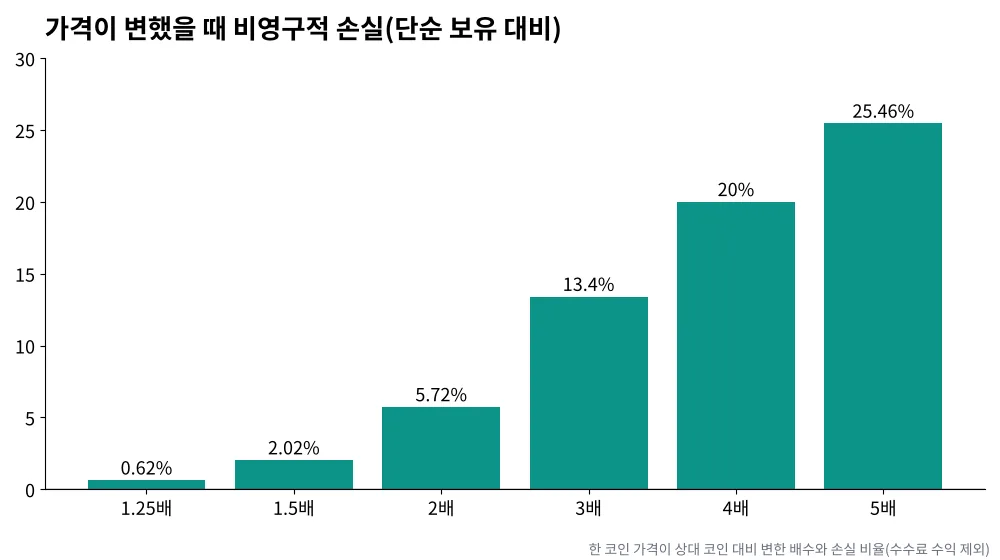 가격이 변했을 때 비영구적 손실(단순 보유 대비)
30
25
20
15
10
5
0
0.62%
2.02%
5.72%
13.4%
20%
25.46%
1.25배
1.5배
2배
3배
4배
5배
한 코인 가격이 상대 코인 대비 변한 배수와 손실 비율(수수료 수익 제외)